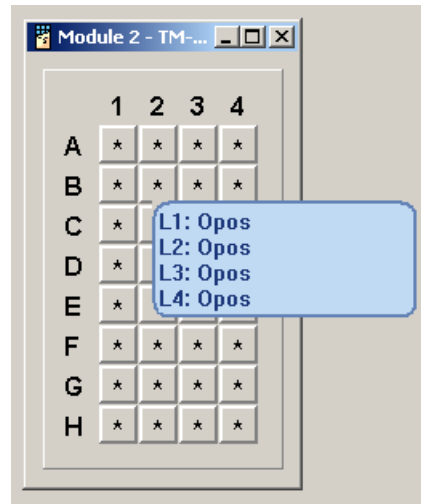 Module 2 - TM-...
1 2 3 4
A * * * *
B * * * *
C *
D *
E *
F * * * *
G * * * *
H * * * *
L1: Opos
L2: Opos
L3: Opos
L4: Opos